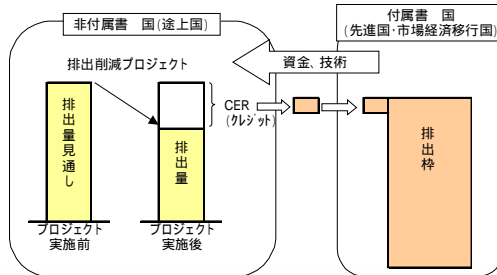 非付属書 国(途上国)
付属書 国
(先進国・市場経済移行国)
排出削減プロジェクト
資金、技術
CER
(クレジット)
排出量見通し
排出量
排出枠
プロジェクト
実施前
プロジェクト
実施後